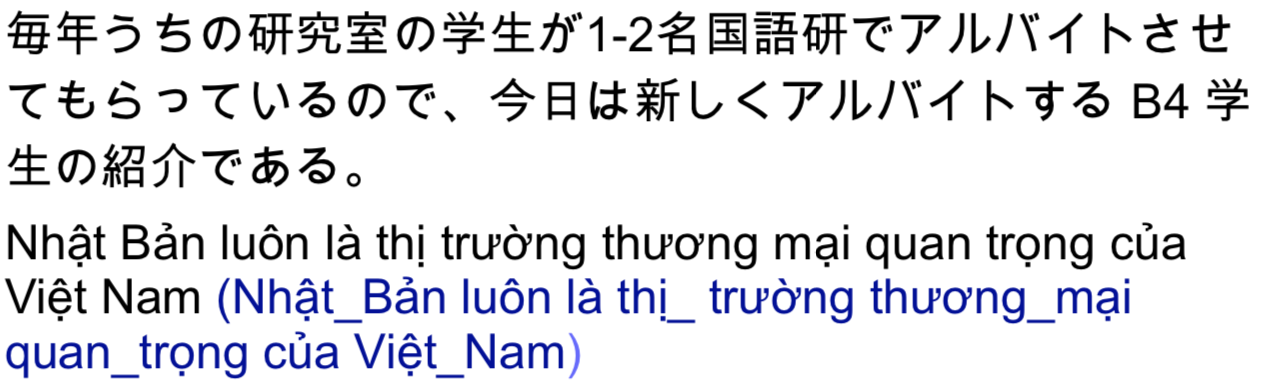 毎年うちの研究室の学生が1-2名国語研でアルバイトさせ
てもらっているので、今日は新しくアルバイトする B4 学
生の紹介である。
Nhật Bản luôn là thị trường thương mại quan trọng của
Việt Nam (Nhật_Bản luôn là thị_ trường thương_mại
quan_trọng của Việt_Nam)